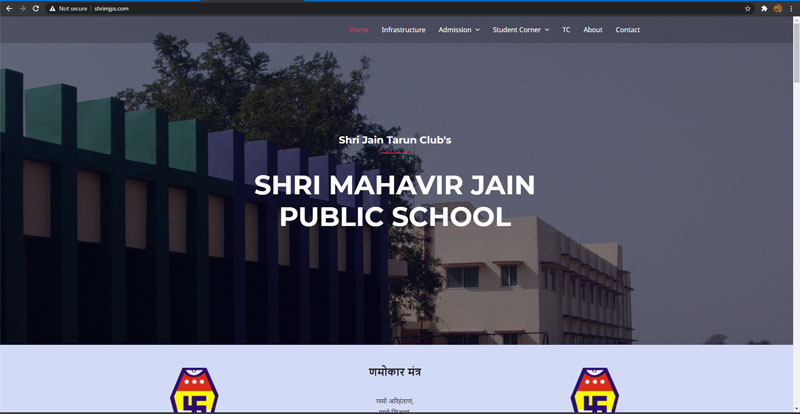 Not secure shrimjps.com
Home Infrastructure Admission Student Corner TC About Contact
Shri Jain Tarun Club's
SHRI MAHAVIR JAIN
PUBLIC SCHOOL
णमोकार मंत्र
णमो अरिहंताणं,